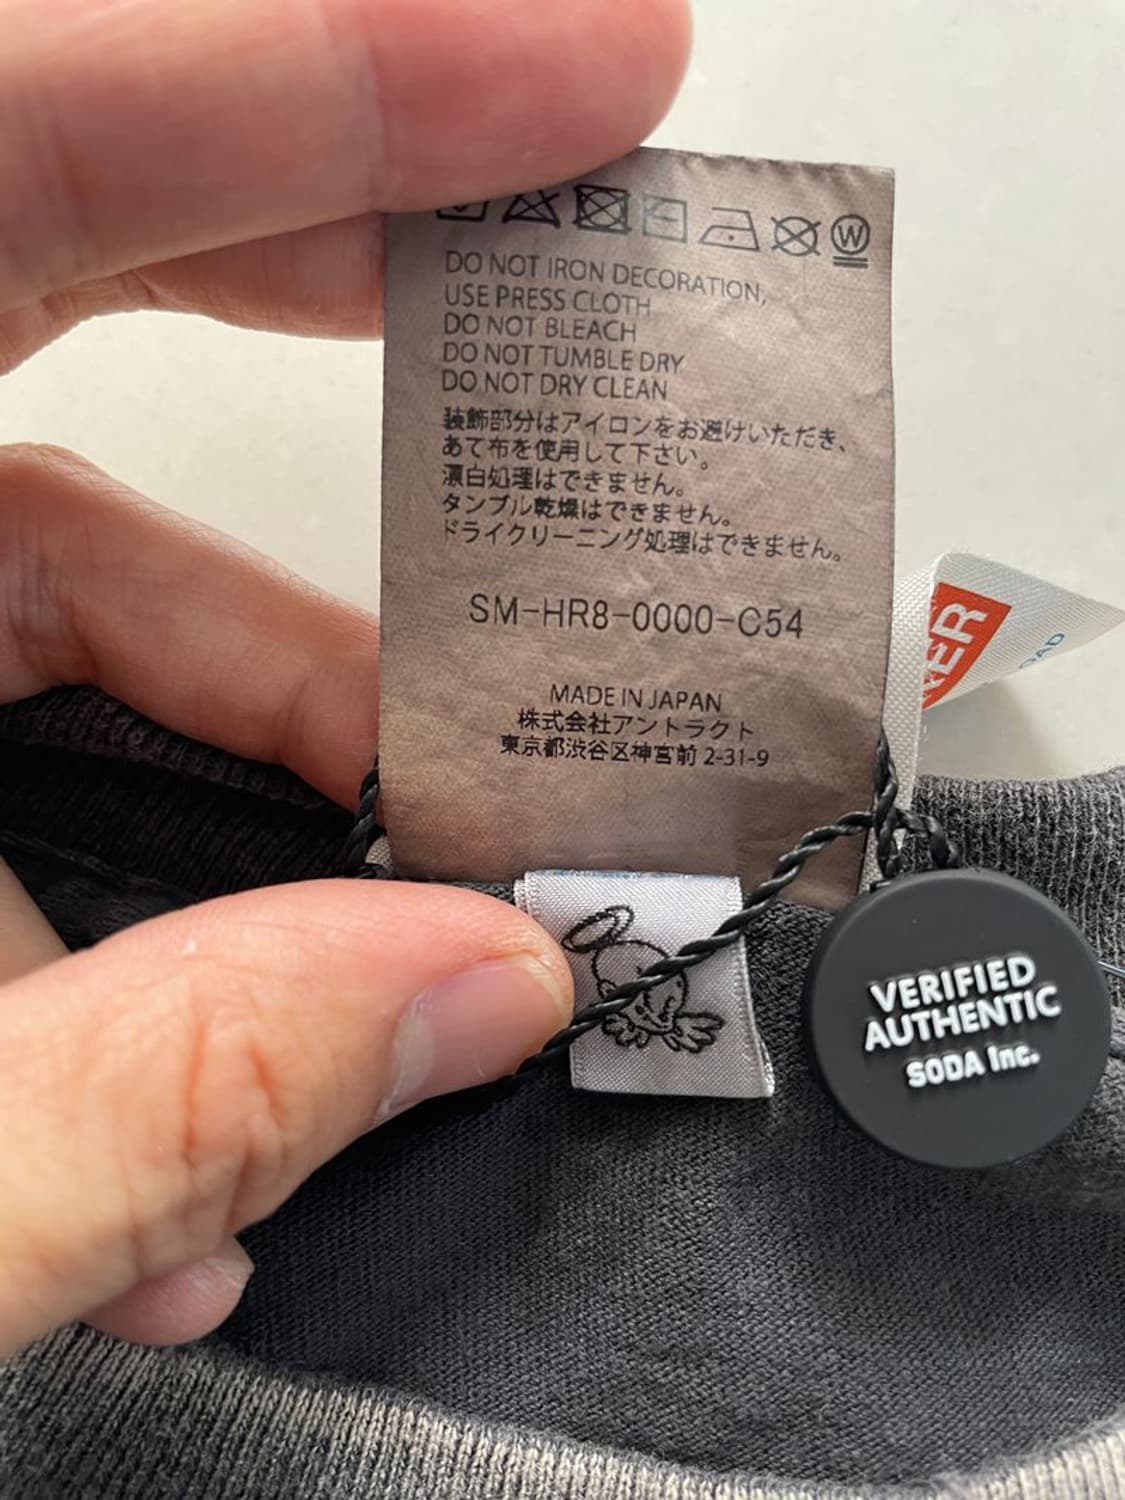 W
DO NOT IRON DECORATION,
USE PRESS CLOTH
DO NOT BLEACH
DO NOT TUMBLE DRY
DO NOT DRY CLEAN
装飾部分はアイロンをお避けいただき、
あて布を使用して下さい。
漂白処理はできません。
タンブル乾燥はできません。
ドライクリーニング処理はできません。
SM-HR8-0000-C54
MADE IN JAPAN
株式会社アントラクト
東京都渋谷区神宮前 2-31-9
VERIFIED
AUTHENTIC
SODA Inc.